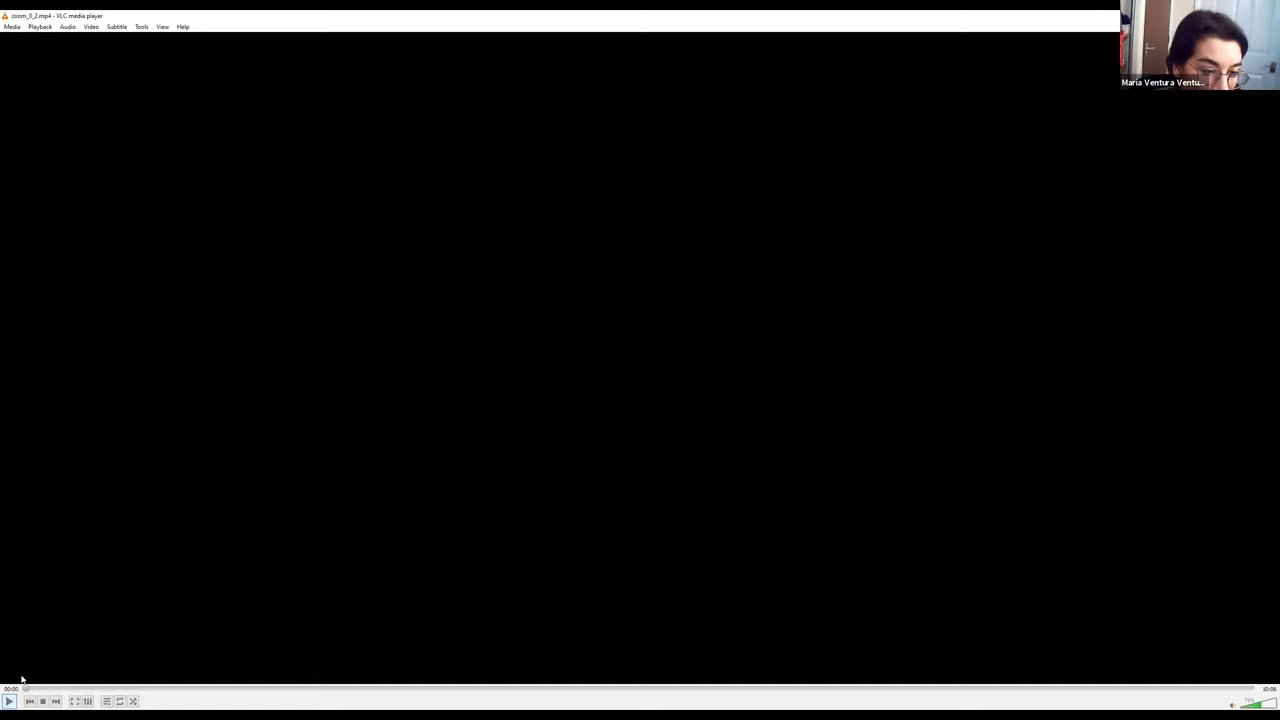 zoom_0_2.mp4 - VLC media player
Media Playback Audio Video Subtitle Tools View Help
Maria Ventura Ventu...
00:00
10:06
71%